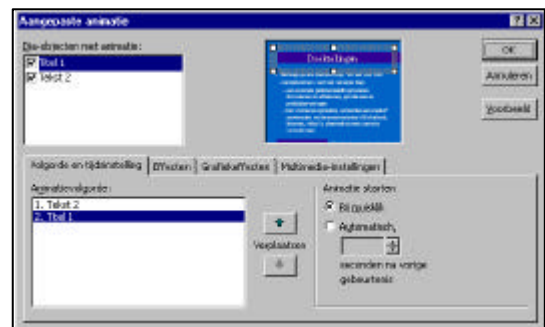 Aangepaste animatie
Dia-objecten met animatie:
Titel 1
Tekst 2
Doelstellingen
OK
Annuleren
Voorbeeld
Volgorde en tijdsinstelling
Effecten
Grafiekeffecten
Multimedia-instellingen
Animatievolgorde:
1. Tekst 2
2. Titel 1
Verplaatsen
Animatie starten
Bij muisklik
Automatisch,
seconden na vorige
gebeurtenis